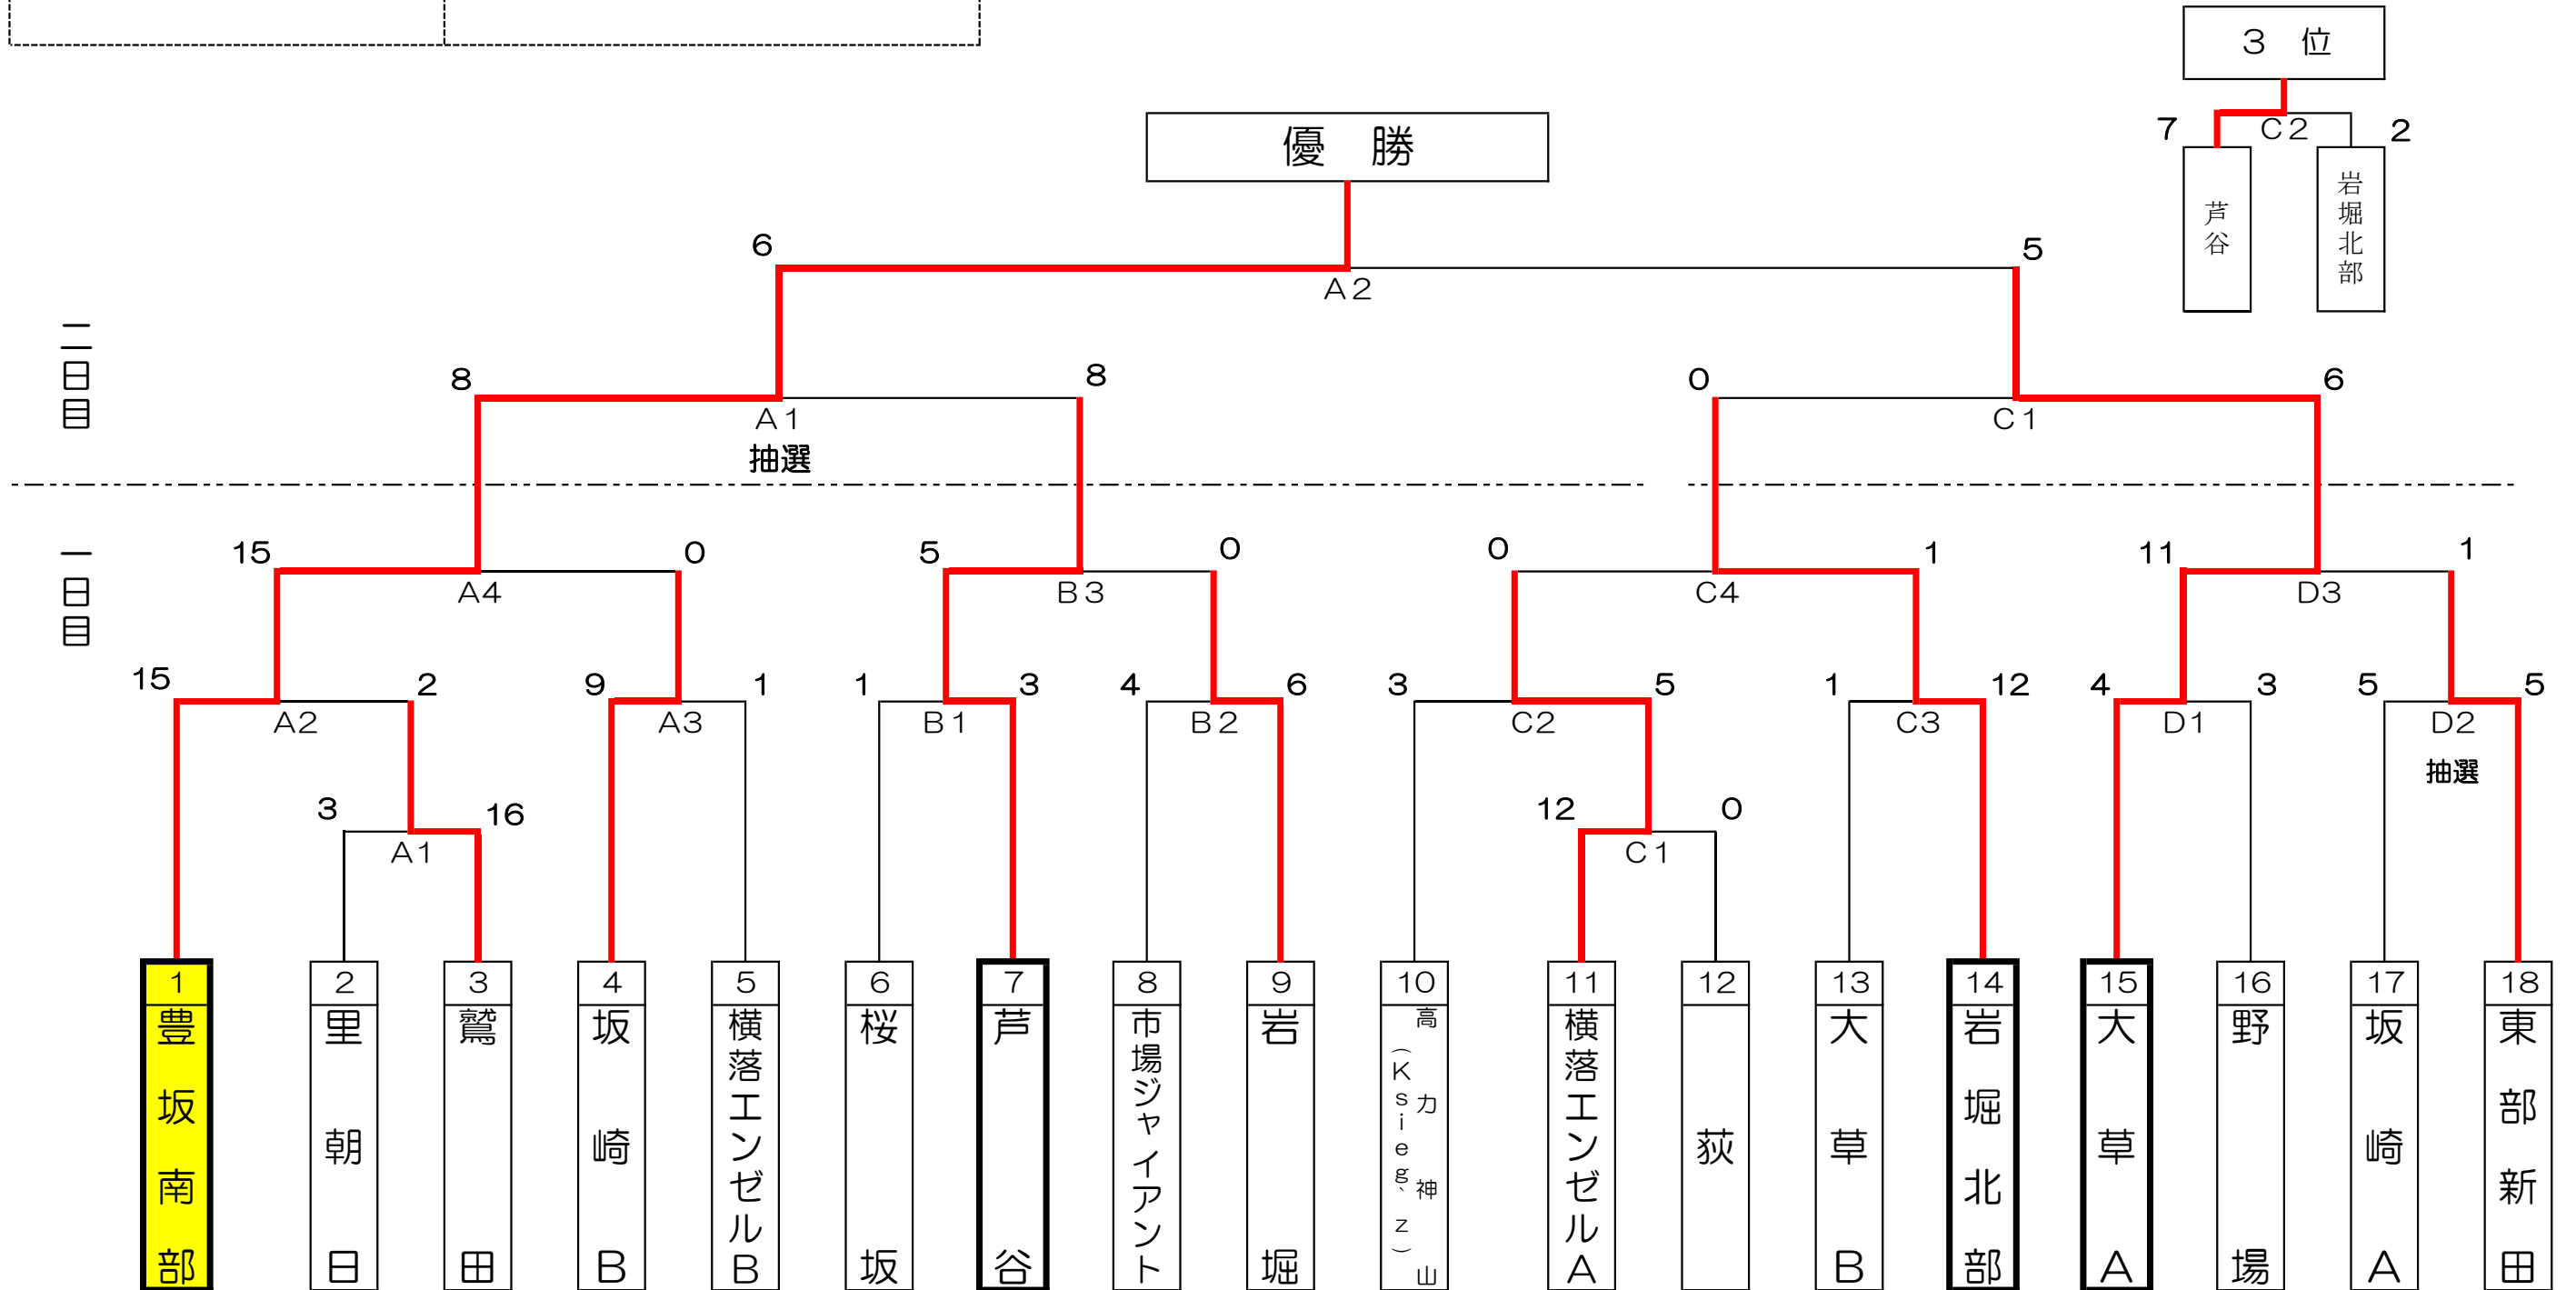 3 位
7 C2 2
芦谷
岩堀北部
優 勝
6 5
A2
二日目
8 8 0 6
A1 C1
抽選
一日目
15 0 5 0 0 1 11 1
A4 B3 C4 D3
15 2 9 1 1 3 4 6 3 5 1 12 4 3 5 5
A2 A3 B1 B2 C2 C3 D1 D2
抽選
3 16 12 0
A1 C1
1 2 3 4 5 6 7 8 9 10 11 12 13 14 15 16 17 18
豊坂南部
里朝日
鷲田
坂崎B
横落エンゼルB
桜坂
芦谷
市場ジャイアント
岩堀
高力神山
(Ksieg、z)
横落エンゼルA
荻
大草B
岩堀北部
大草A
野場
坂崎A
東部新田